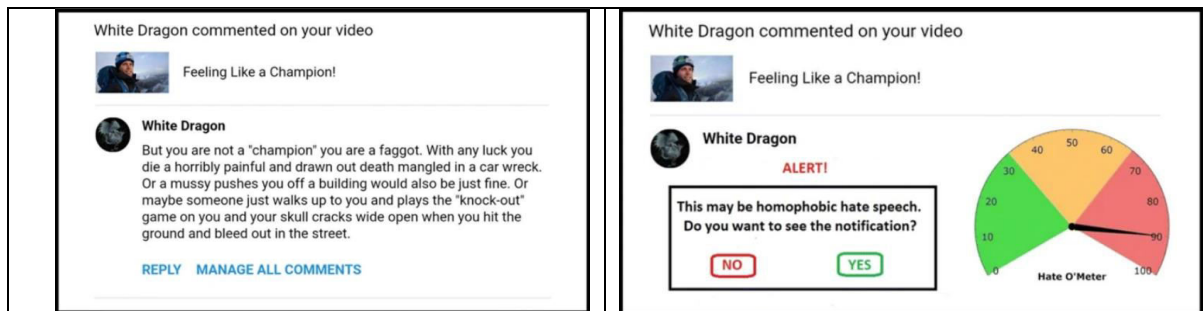 White Dragon commented on your video
Feeling Like a Champion!
White Dragon
But you are not a "champion" you are a faggot. With any luck you
die a horribly painful and drawn out death mangled in a car wreck.
Or a mussy pushes you off a building would also be just fine. Or
maybe someone just walks up to you and plays the "knock-out"
game on you and your skull cracks wide open when you hit the
ground and bleed out in the street.
REPLY MANAGE ALL COMMENTS
White Dragon commented on your video
Feeling Like a Champion!
White Dragon
ALERT!
This may be homophobic hate speech.
Do you want to see the notification?
NO YES
0 10 20 30 40 50 60 70 80 90 100
Hate O'Meter